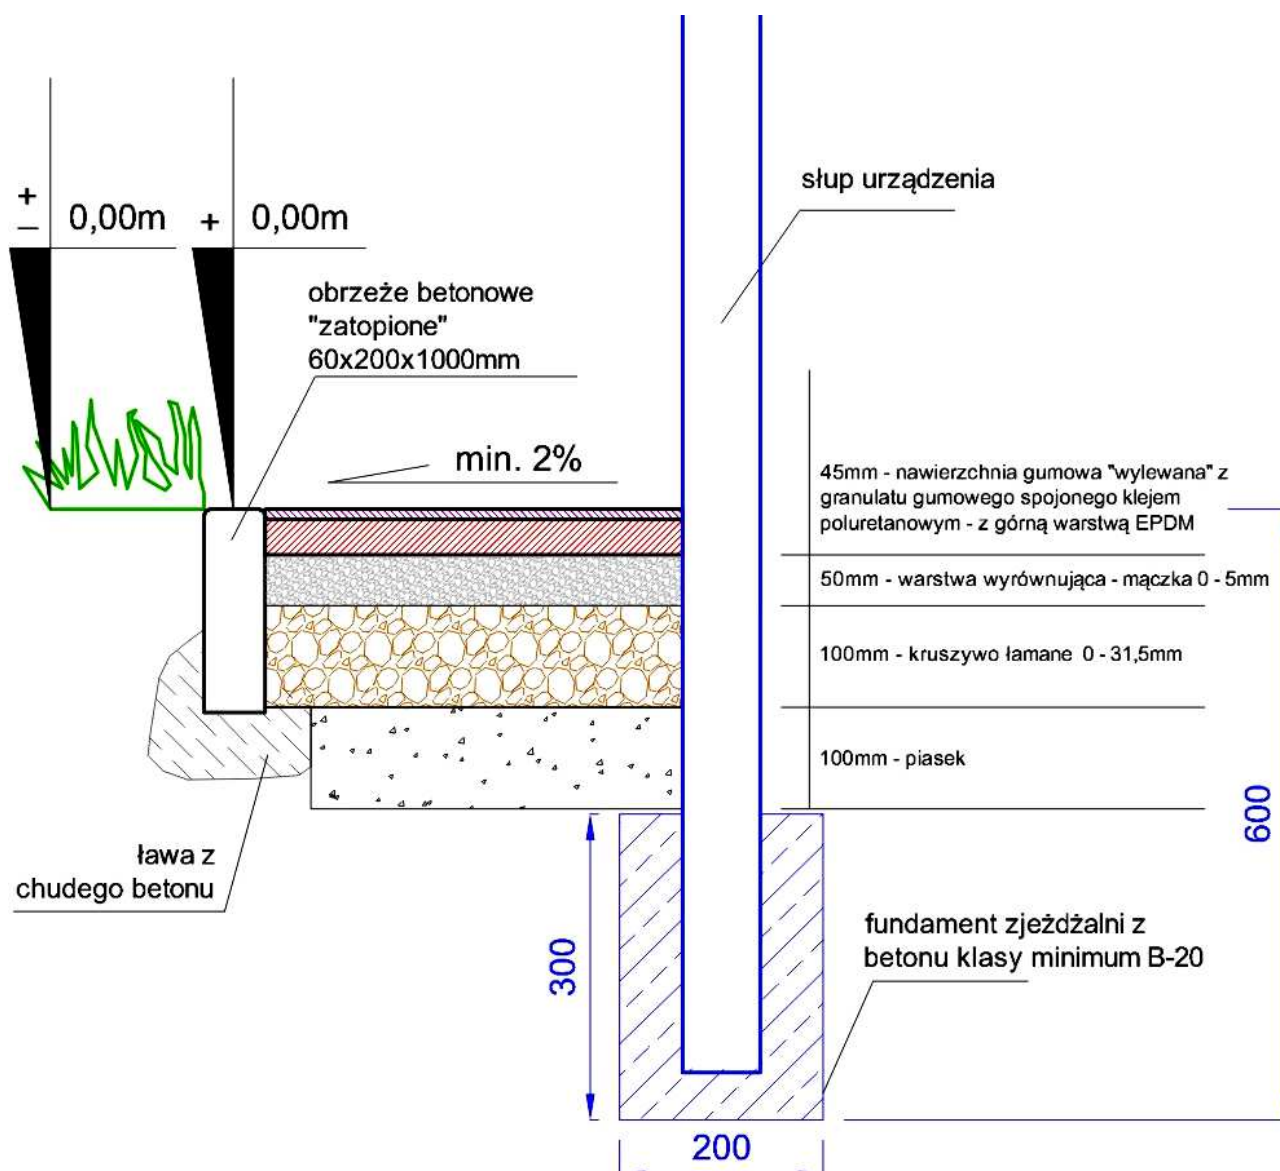 słup urządzenia
+
− 0,00m + 0,00m
obrzeże betonowe
"zatopione"
60x200x1000mm
min. 2%
45mm - nawierzchnia gumowa "wylewana" z
granulatu gumowego spojonego klejem
poluretanowym - z górną warstwą EPDM
50mm - warstwa wyrównująca - mączka 0 - 5mm
100mm - kruszywo łamane 0 - 31,5mm
100mm - piasek
600
ława z
chudego betonu
300
fundament zjeżdżalni z
betonu klasy minimum B-20
200